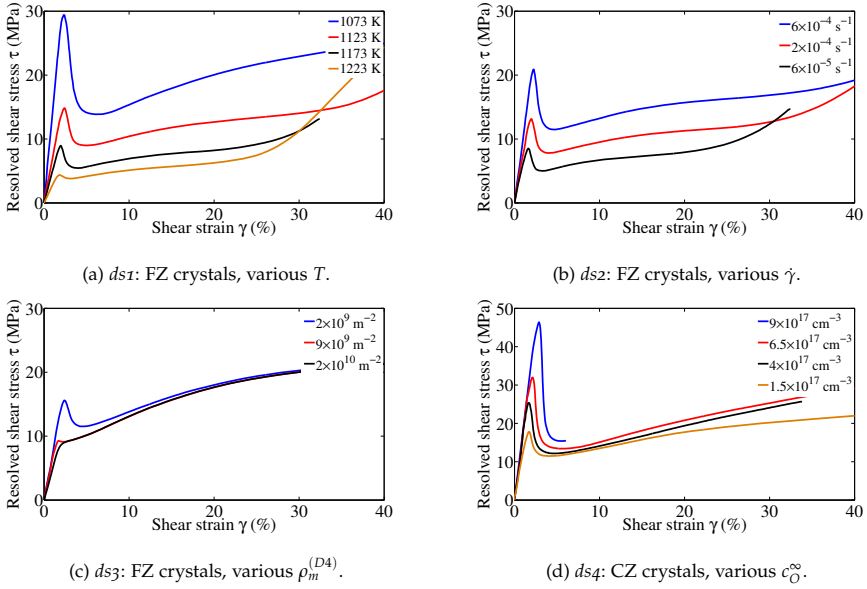 30
20
10
0
0 10 20 30 40
Resolved shear stress τ (MPa)
Shear strain γ (%)
1073 K
1123 K
1173 K
1223 K
(a) ds1: FZ crystals, various T.
30
20
10
0
0 10 20 30 40
Resolved shear stress τ (MPa)
Shear strain γ (%)
6×10⁻⁴ s⁻¹
2×10⁻⁴ s⁻¹
6×10⁻⁵ s⁻¹
(b) ds2: FZ crystals, various γ̇.
30
20
10
0
0 10 20 30 40
Resolved shear stress τ (MPa)
Shear strain γ (%)
2×10⁹ m⁻²
9×10⁹ m⁻²
2×10¹⁰ m⁻²
(c) ds3: FZ crystals, various ρₘ⁽ᴰ⁴⁾.
50
40
30
20
10
0
0 10 20 30 40
Resolved shear stress τ (MPa)
Shear strain γ (%)
9×10¹⁷ cm⁻³
6.5×10¹⁷ cm⁻³
4×10¹⁷ cm⁻³
1.5×10¹⁷ cm⁻³
(d) ds4: CZ crystals, various c_O^∞.